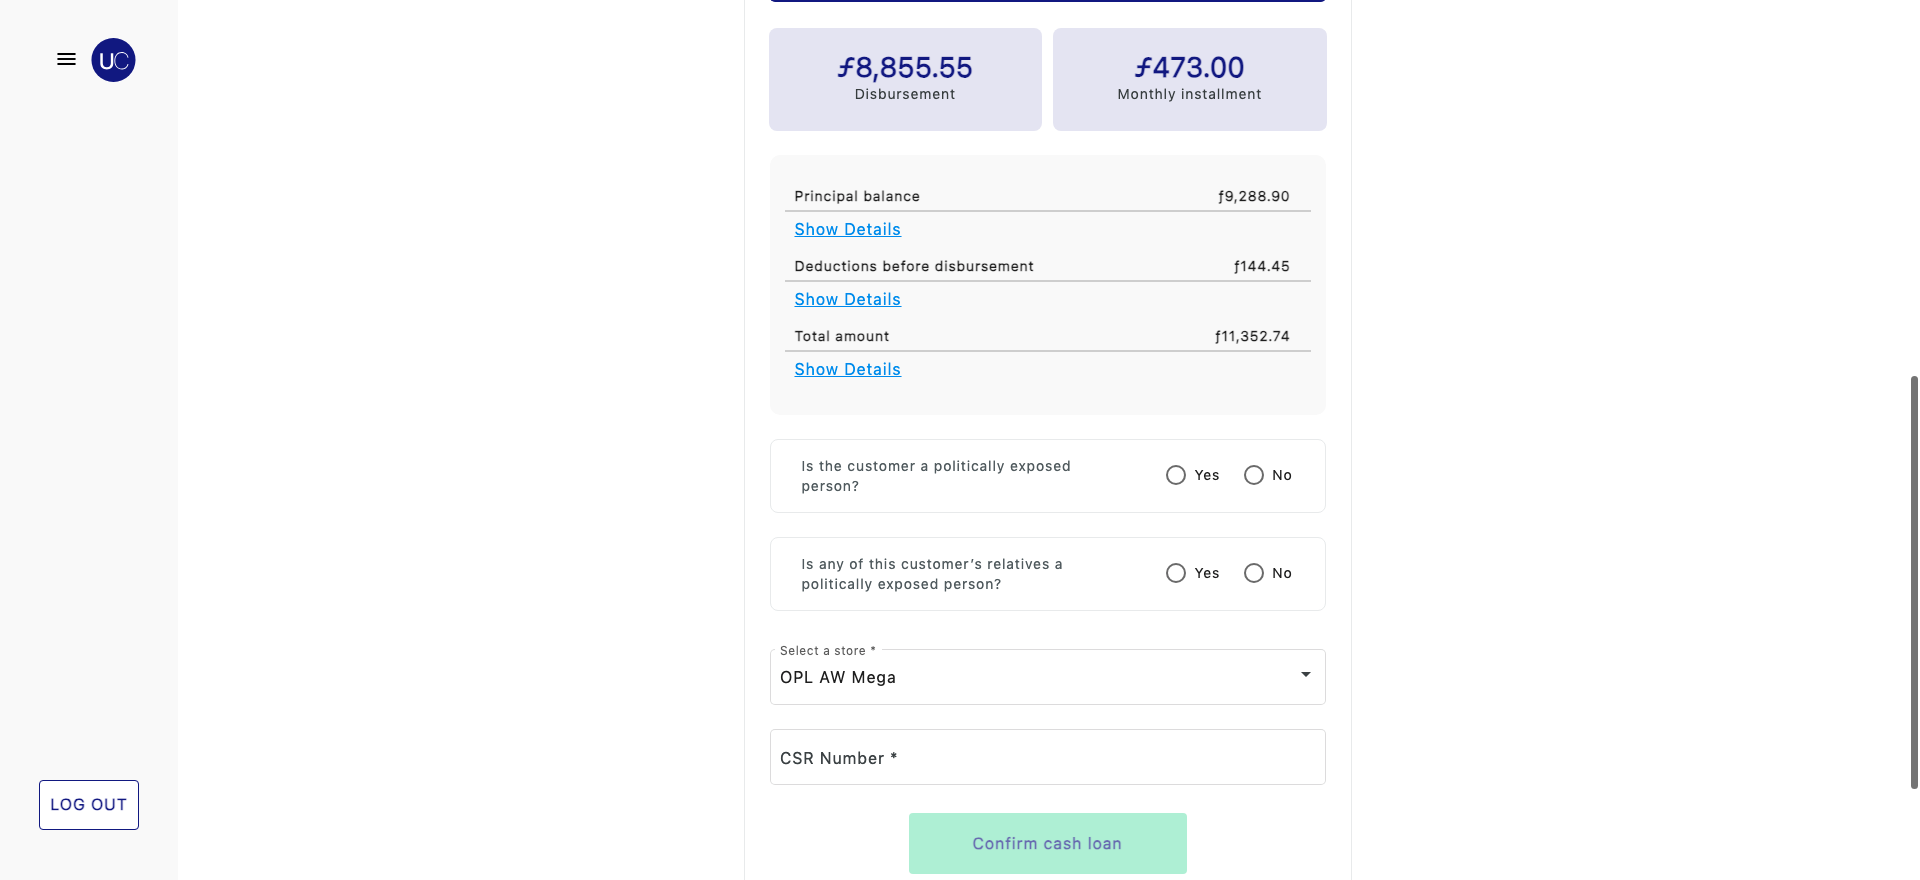 UC
ƒ8,855.55
Disbursement
ƒ473.00
Monthly installment
Principal balance ƒ9,288.90
Show Details
Deductions before disbursement ƒ144.45
Show Details
Total amount ƒ11,352.74
Show Details
Is the customer a politically exposed
person?
Yes No
Is any of this customer’s relatives a
politically exposed person?
Yes No
Select a store *
OPL AW Mega
CSR Number *
LOG OUT
Confirm cash loan